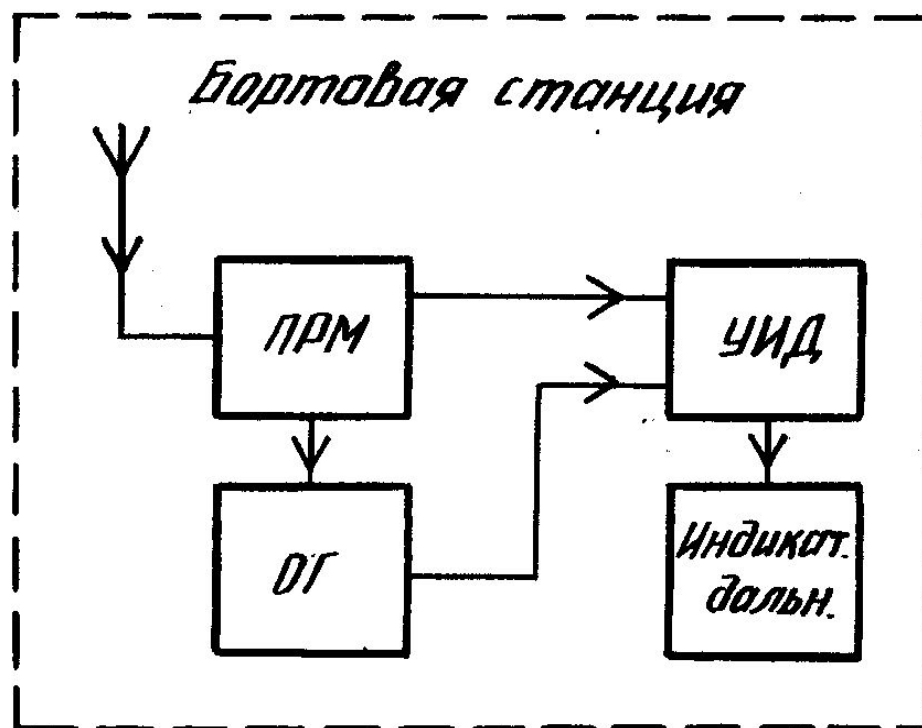 Бортовая станция
ПРМ
УИД
ОГ
Индикат.
дальн.